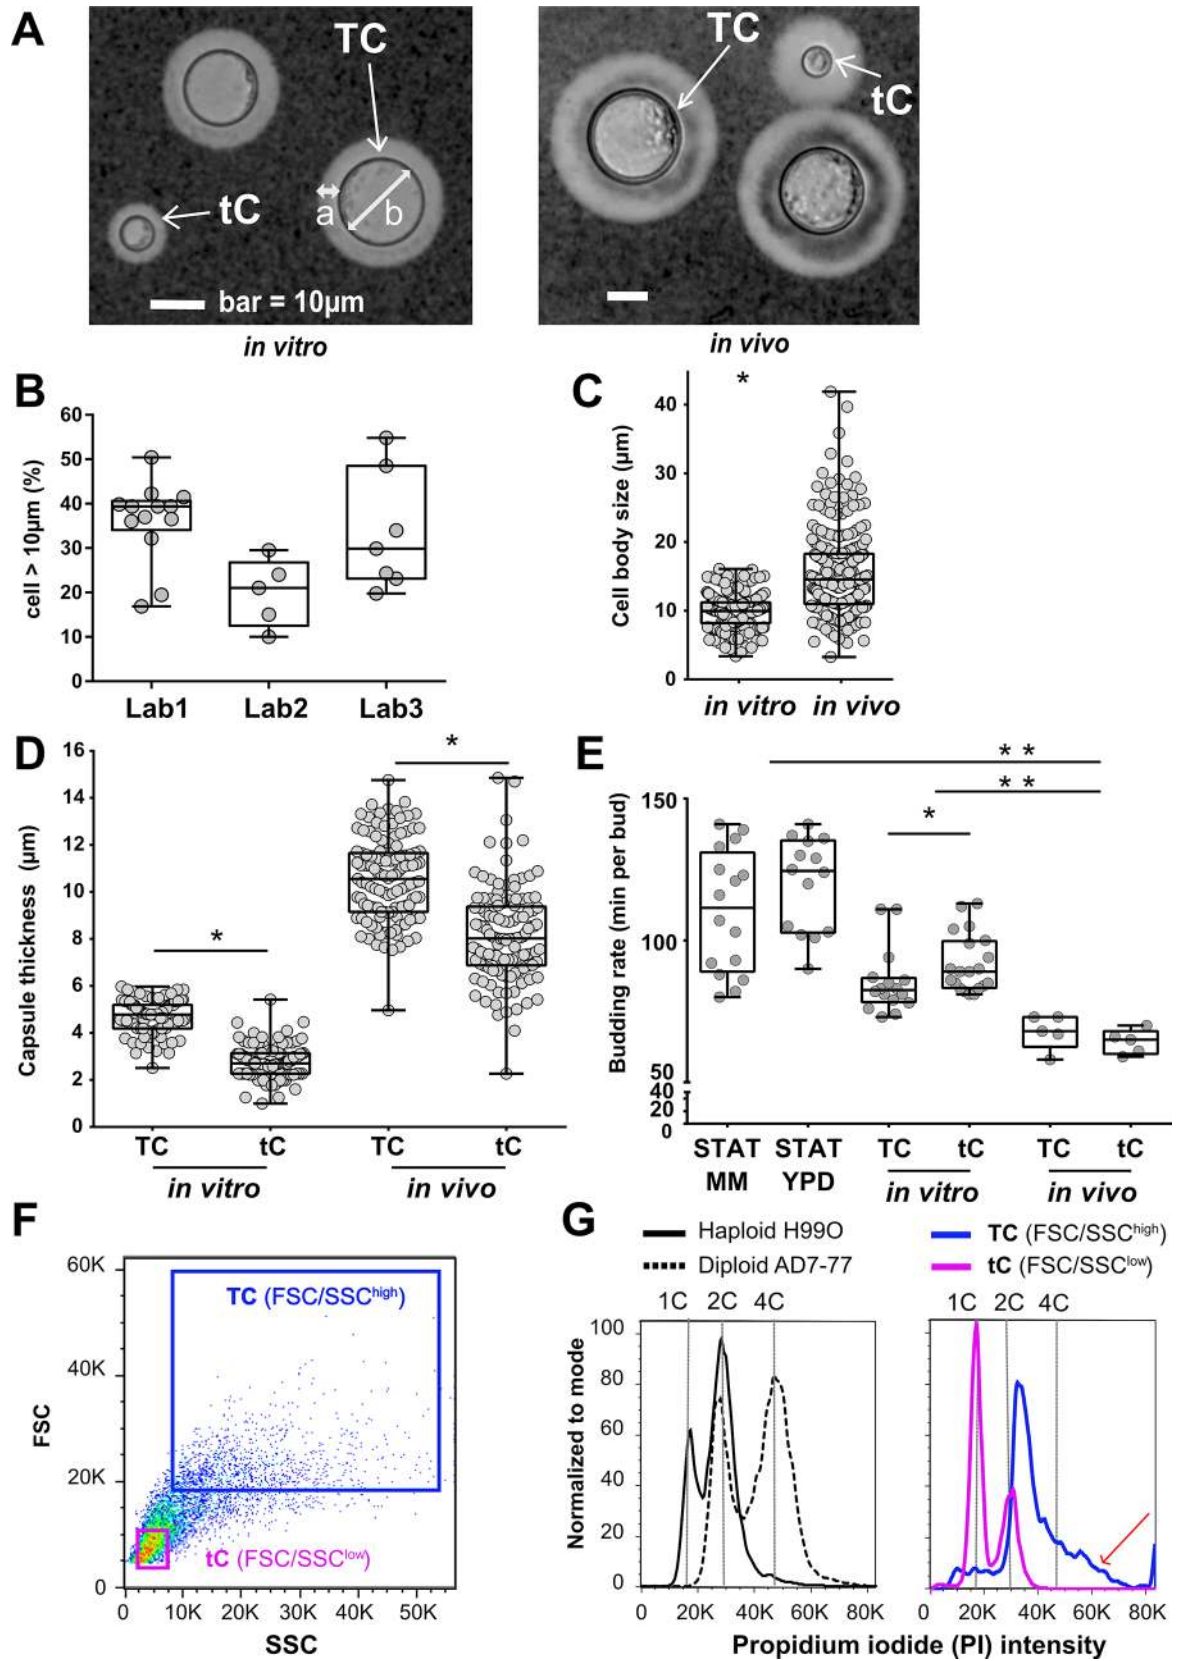 A
TC
tC
a
b
bar = 10µm
in vitro
TC
tC
in vivo
B
cell > 10µm (%)
60
50
40
30
20
10
0
Lab1 Lab2 Lab3
C
*
Cell body size (µm)
40
30
20
10
0
in vitro in vivo
D
Capsule thickness (µm)
16
14
12
10
8
6
4
2
0
*
*
TC tC TC tC
in vitro in vivo
E
Budding rate (min per bud)
150
100
50
40
20
0
* *
* *
*
STAT STAT TC tC TC tC
MM YPD in vitro in vivo
F
FSC
60K
40K
20K
0
TC (FSC/SSChigh)
tC (FSC/SSClow)
0 10K 20K 30K 40K 50K
SSC
G
Haploid H99O
Diploid AD7-77
TC (FSC/SSChigh)
tC (FSC/SSClow)
1C 2C 4C
1C 2C 4C
Normalized to mode
100
80
60
40
20
0
0 20K 40K 60K 80K
0 20K 40K 60K 80K
Propidium iodide (PI) intensity